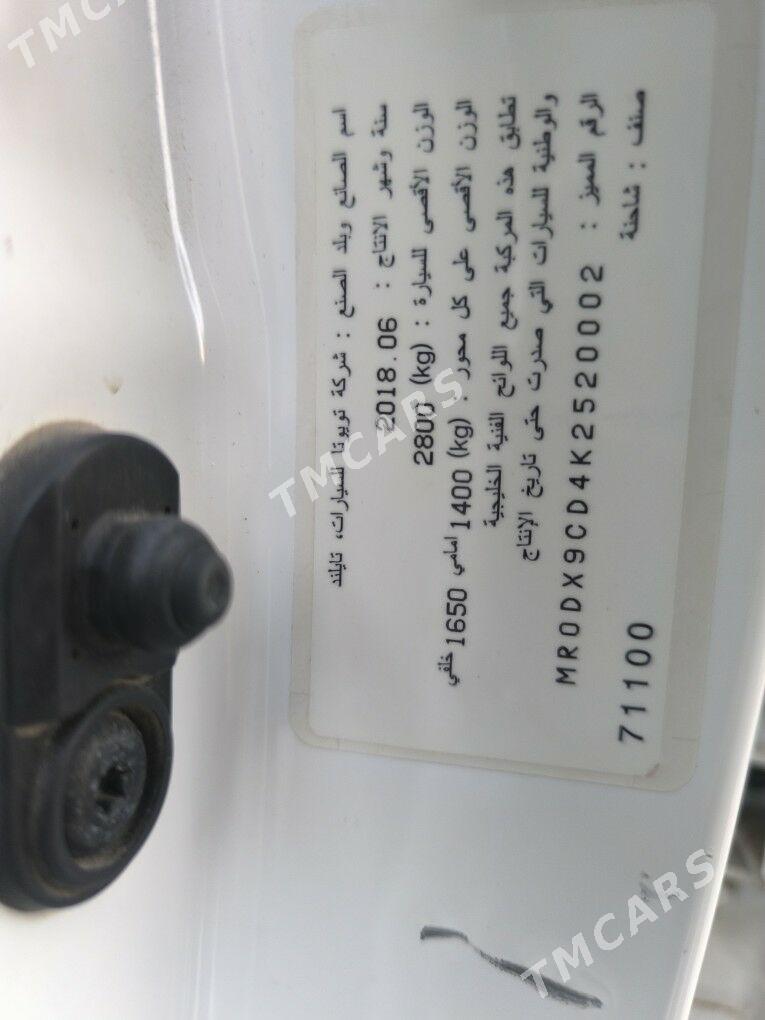 اسم الصانع وبلد الصنع : شركة تويوتا للسيارات، تايلند
سنة وشهر الانتاج : 2018.06
الوزن الأقصى للسيارة : 2800 (kg)
الوزن الأقصى على كل محور : 1400 (kg) امامي 1650 خلفي
تطابق هذه المركبة جميع اللوائح الفنية الخليجية
والوطنية للسيارات التي صدرت حتى تاريخ الإنتاج
الرقم المميز : MR0DX9CD4K2520002
صنف : شاحنة
71100
TMCARS
TMCARS
TMCARS